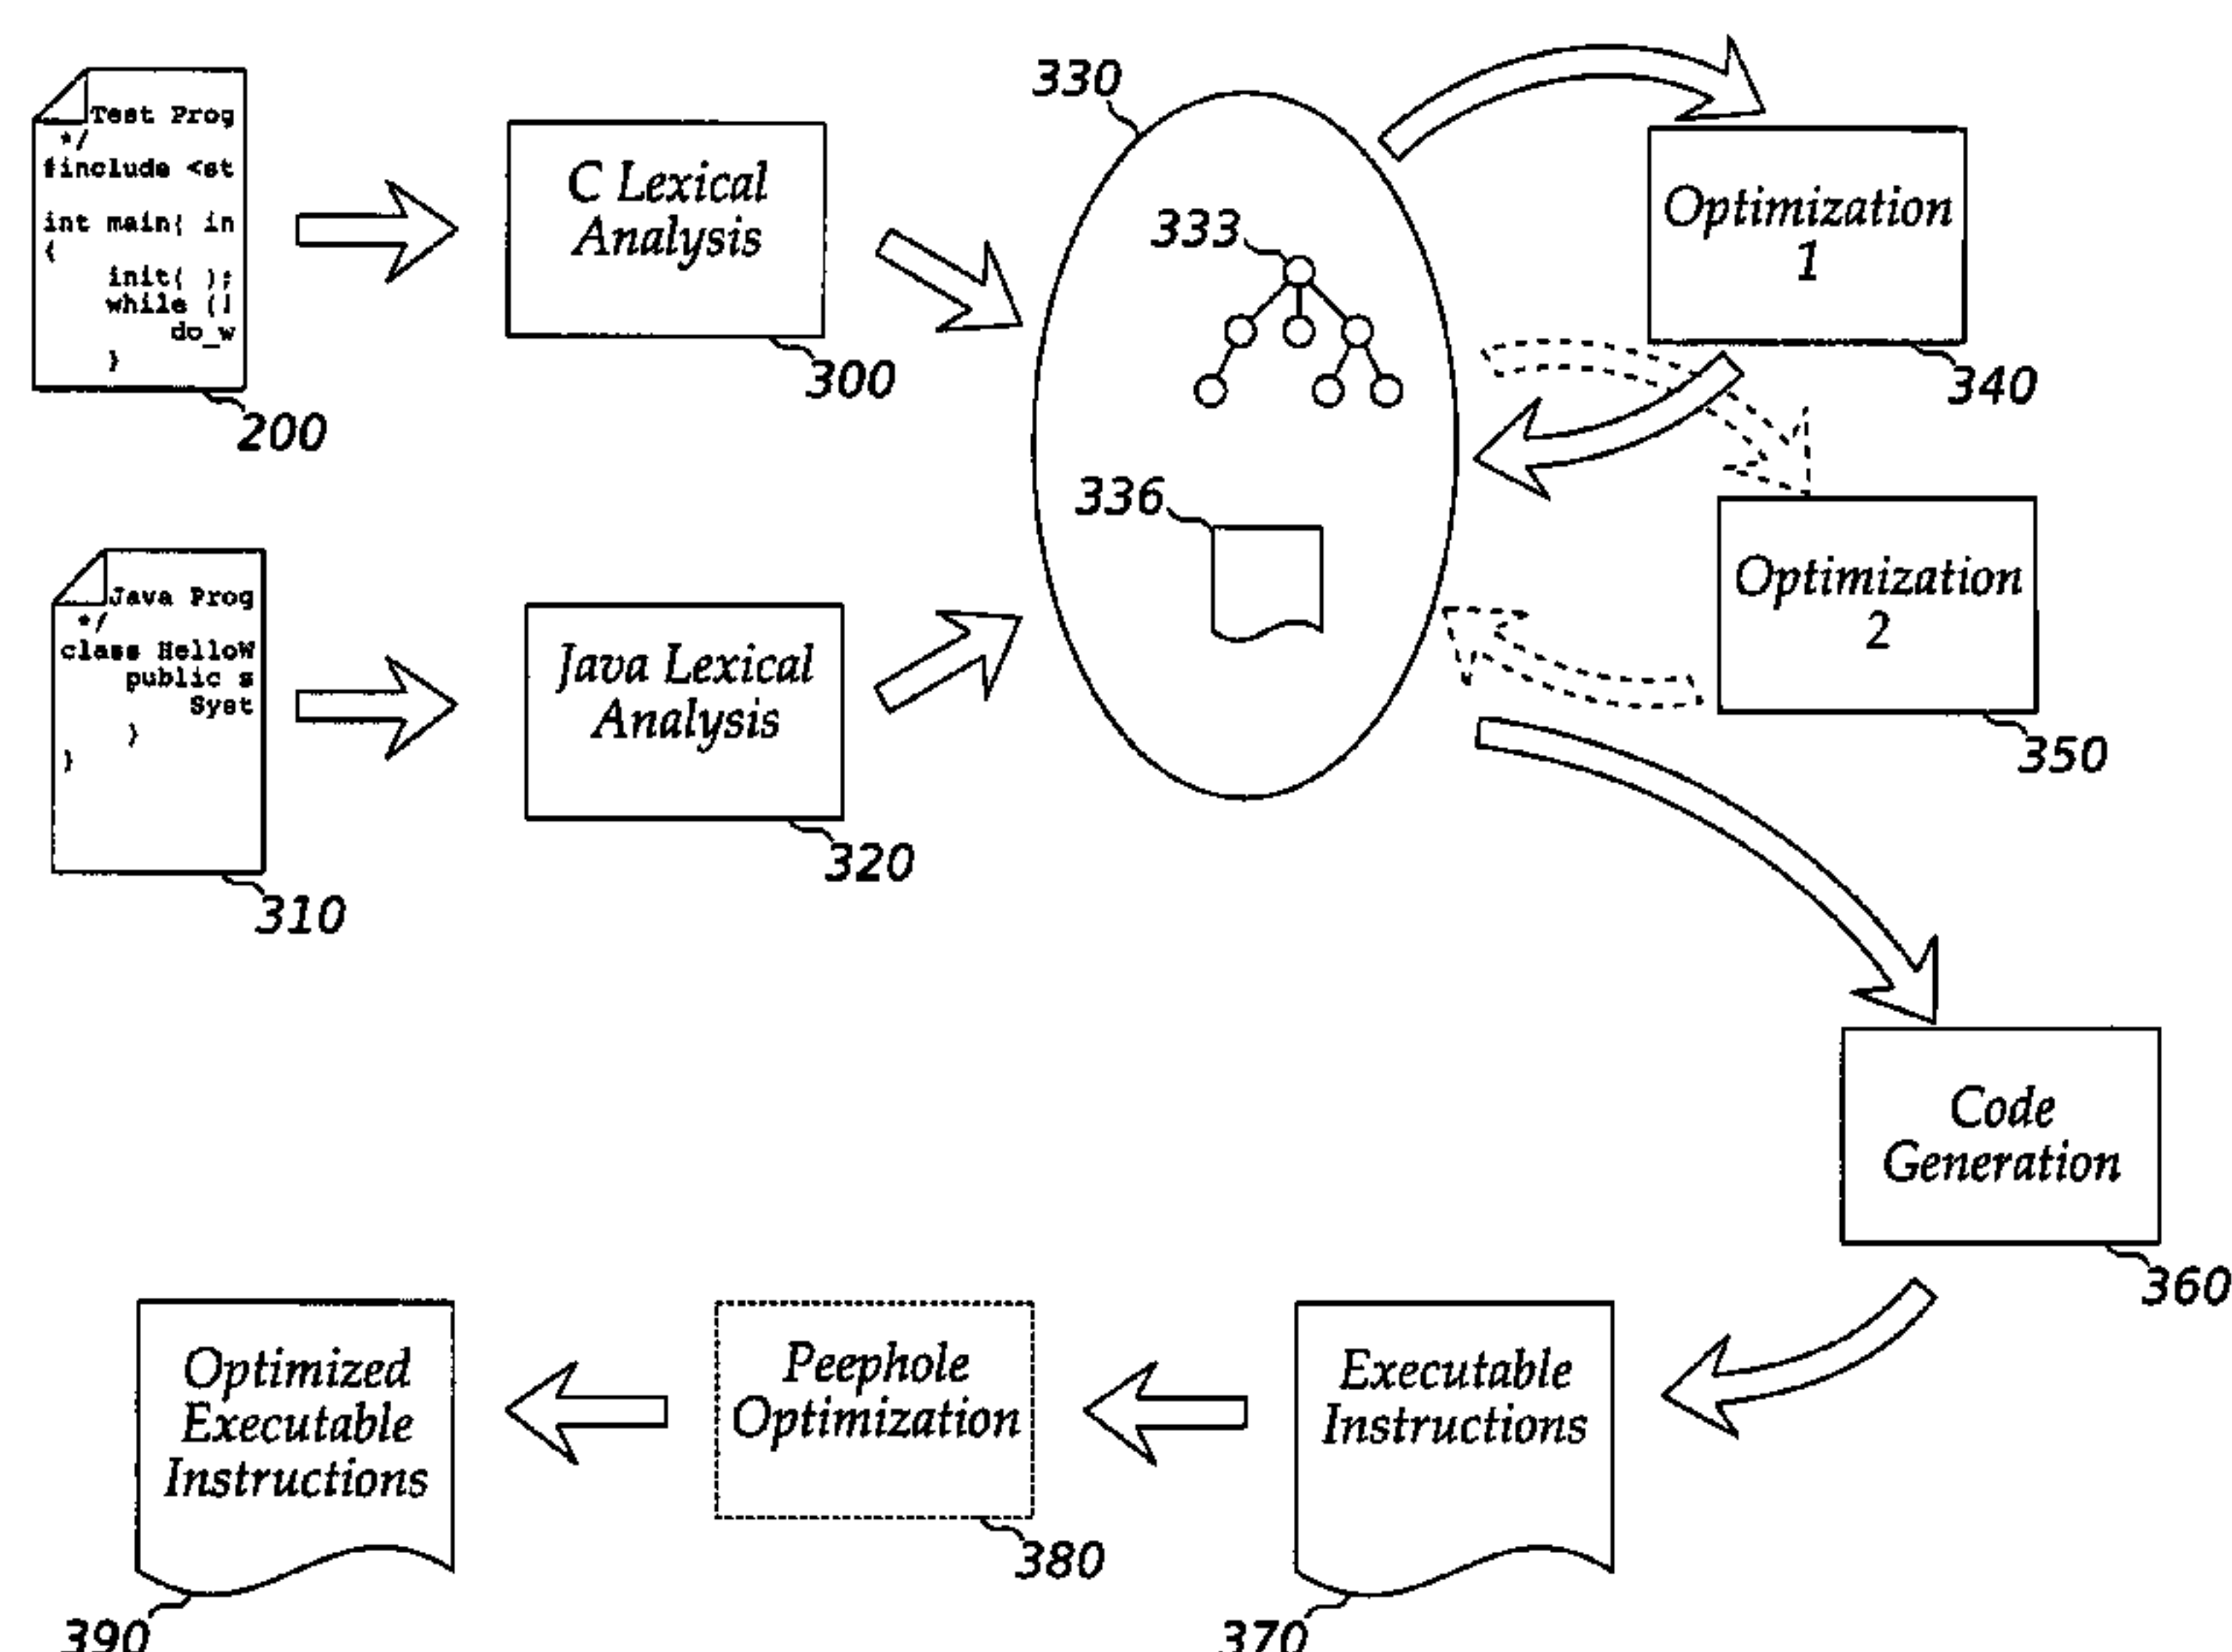 Test Prog
*/
#include <st
int main( in
{
init( );
while (!
do_w
}
200
C Lexical
Analysis
300
Java Prog
*/
class HelloW
public s
Syst
}
}
310
Java Lexical
Analysis
320
330
333
336
Optimization
1
340
Optimization
2
350
Code
Generation
360
Executable
Instructions
370
Peephole
Optimization
380
Optimized
Executable
Instructions
390